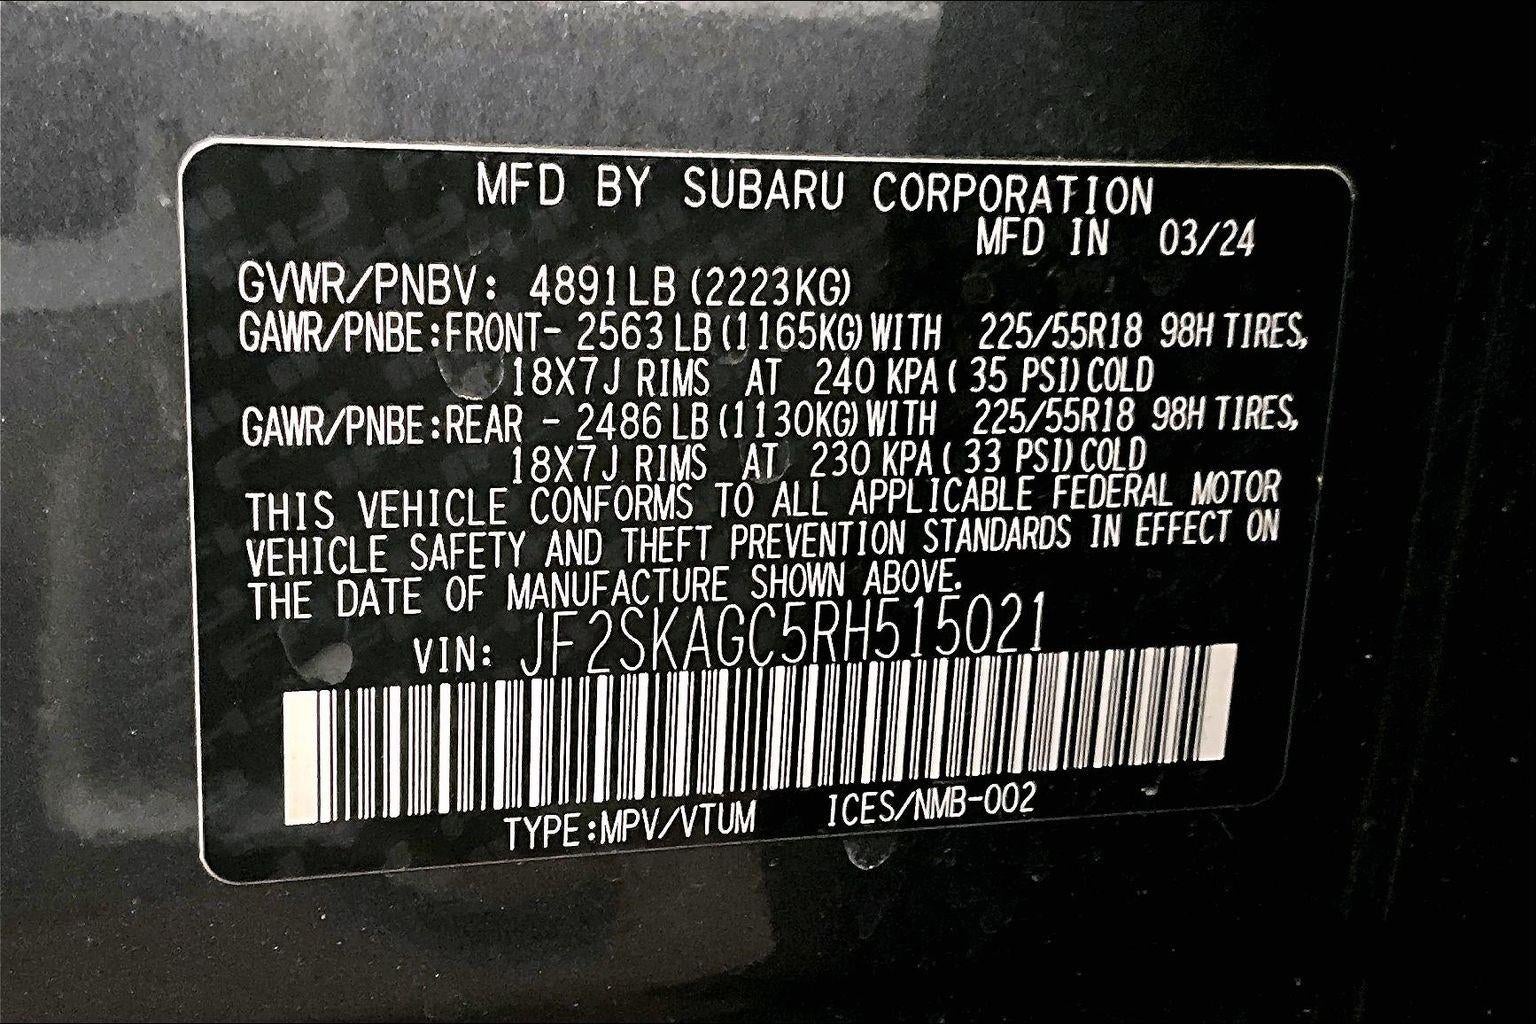 MFD BY SUBARU CORPORATION
MFD IN 03/24
GVWR/PNBV: 4891LB (2223KG)
GAWR/PNBE:FRONT- 2563 LB (1165KG) WITH 225/55R18 98H TIRES,
18X7J RIMS AT 240 KPA ( 35 PSI) COLD
GAWR/PNBE:REAR - 2486 LB (1130KG) WITH 225/55R18 98H TIRES,
18X7J RIMS AT 230 KPA ( 33 PSI) COLD
THIS VEHICLE CONFORMS TO ALL APPLICABLE FEDERAL MOTOR
VEHICLE SAFETY AND THEFT PREVENTION STANDARDS IN EFFECT ON
THE DATE OF MANUFACTURE SHOWN ABOVE.
VIN: JF2SKAGC5RH515021
TYPE:MPV/VTUM ICES/NMB-002